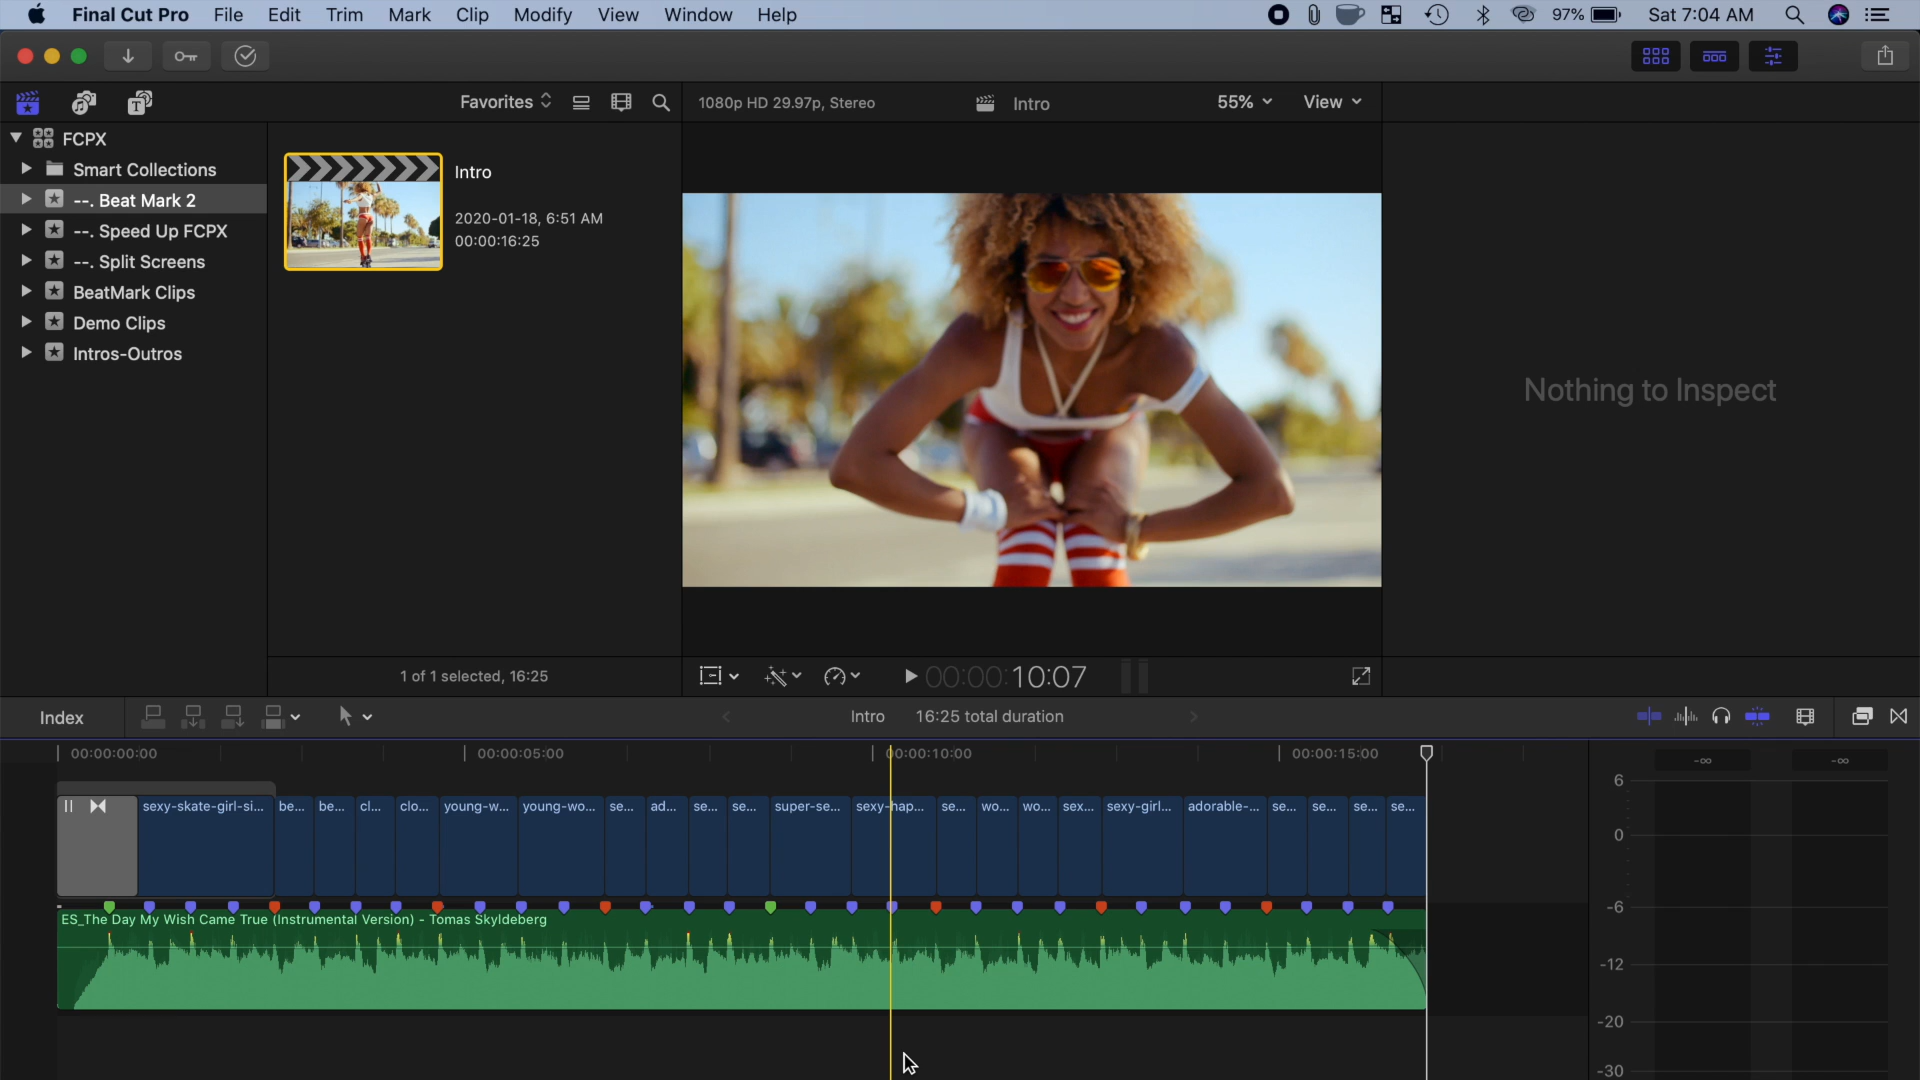 Final Cut Pro File Edit Trim Mark Clip Modify View Window Help 97% Sat 7:04 AM
Favorites
1080p HD 29.97p, Stereo
Intro
55%
View
FCPX
Smart Collections
--. Beat Mark 2
--. Speed Up FCPX
--. Split Screens
BeatMark Clips
Demo Clips
Intros-Outros
Intro
2020-01-18, 6:51 AM
00:00:16:25
Nothing to Inspect
1 of 1 selected, 16:25
00:00:10:07
Index
Intro 16:25 total duration
00:00:00:00 00:00:05:00 00:00:10:00 00:00:15:00
-∞ -∞
sexy-skate-girl-si... be... be... cl... clo... young-w... young-wo... se... ad... se... se... super-se... sexy-hap... se... wo... wo... sex... sexy-girl... adorable-... se... se... se... se...
ES_The Day My Wish Came True (Instrumental Version) - Tomas Skyldeberg
6
0
-6
-12
-20
-30